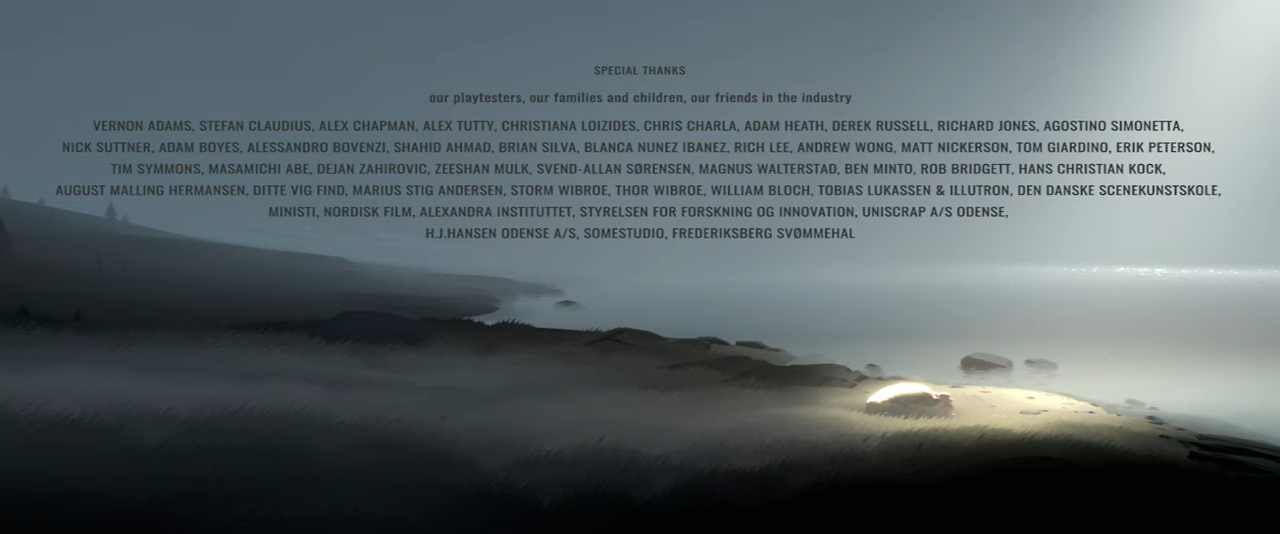 SPECIAL THANKS
our playtesters, our families and children, our friends in the industry
VERNON ADAMS, STEFAN CLAUDIUS, ALEX CHAPMAN, ALEX TUTTY, CHRISTIANA LOIZIDES, CHRIS CHARLA, ADAM HEATH, DEREK RUSSELL, RICHARD JONES, AGOSTINO SIMONETTA,
NICK SUTTNER, ADAM BOYES, ALESSANDRO BOVENZI, SHAHID AHMAD, BRIAN SILVA, BLANCA NUNEZ IBANEZ, RICH LEE, ANDREW WONG, MATT NICKERSON, TOM GIARDINO, ERIK PETERSON,
TIM SYMMONS, MASAMICHI ABE, DEJAN ZAHIROVIC, ZEESHAN MULK, SVEND-ALLAN SØRENSEN, MAGNUS WALTERSTAD, BEN MINTO, ROB BRIDGETT, HANS CHRISTIAN KOCK,
AUGUST MALLING HERMANSEN, DITTE VIG FIND, MARIUS STIG ANDERSEN, STORM WIBROE, THOR WIBROE, WILLIAM BLOCH, TOBIAS LUKASSEN & ILLUTRON, DEN DANSKE SCENEKUNSTSKOLE,
MINISTI, NORDISK FILM, ALEXANDRA INSTITUTTET, STYRELSEN FOR FORSKNING OG INNOVATION, UNISCRAP A/S ODENSE,
H.J.HANSEN ODENSE A/S, SOMESTUDIO, FREDERIKSBERG SVØMMEHAL